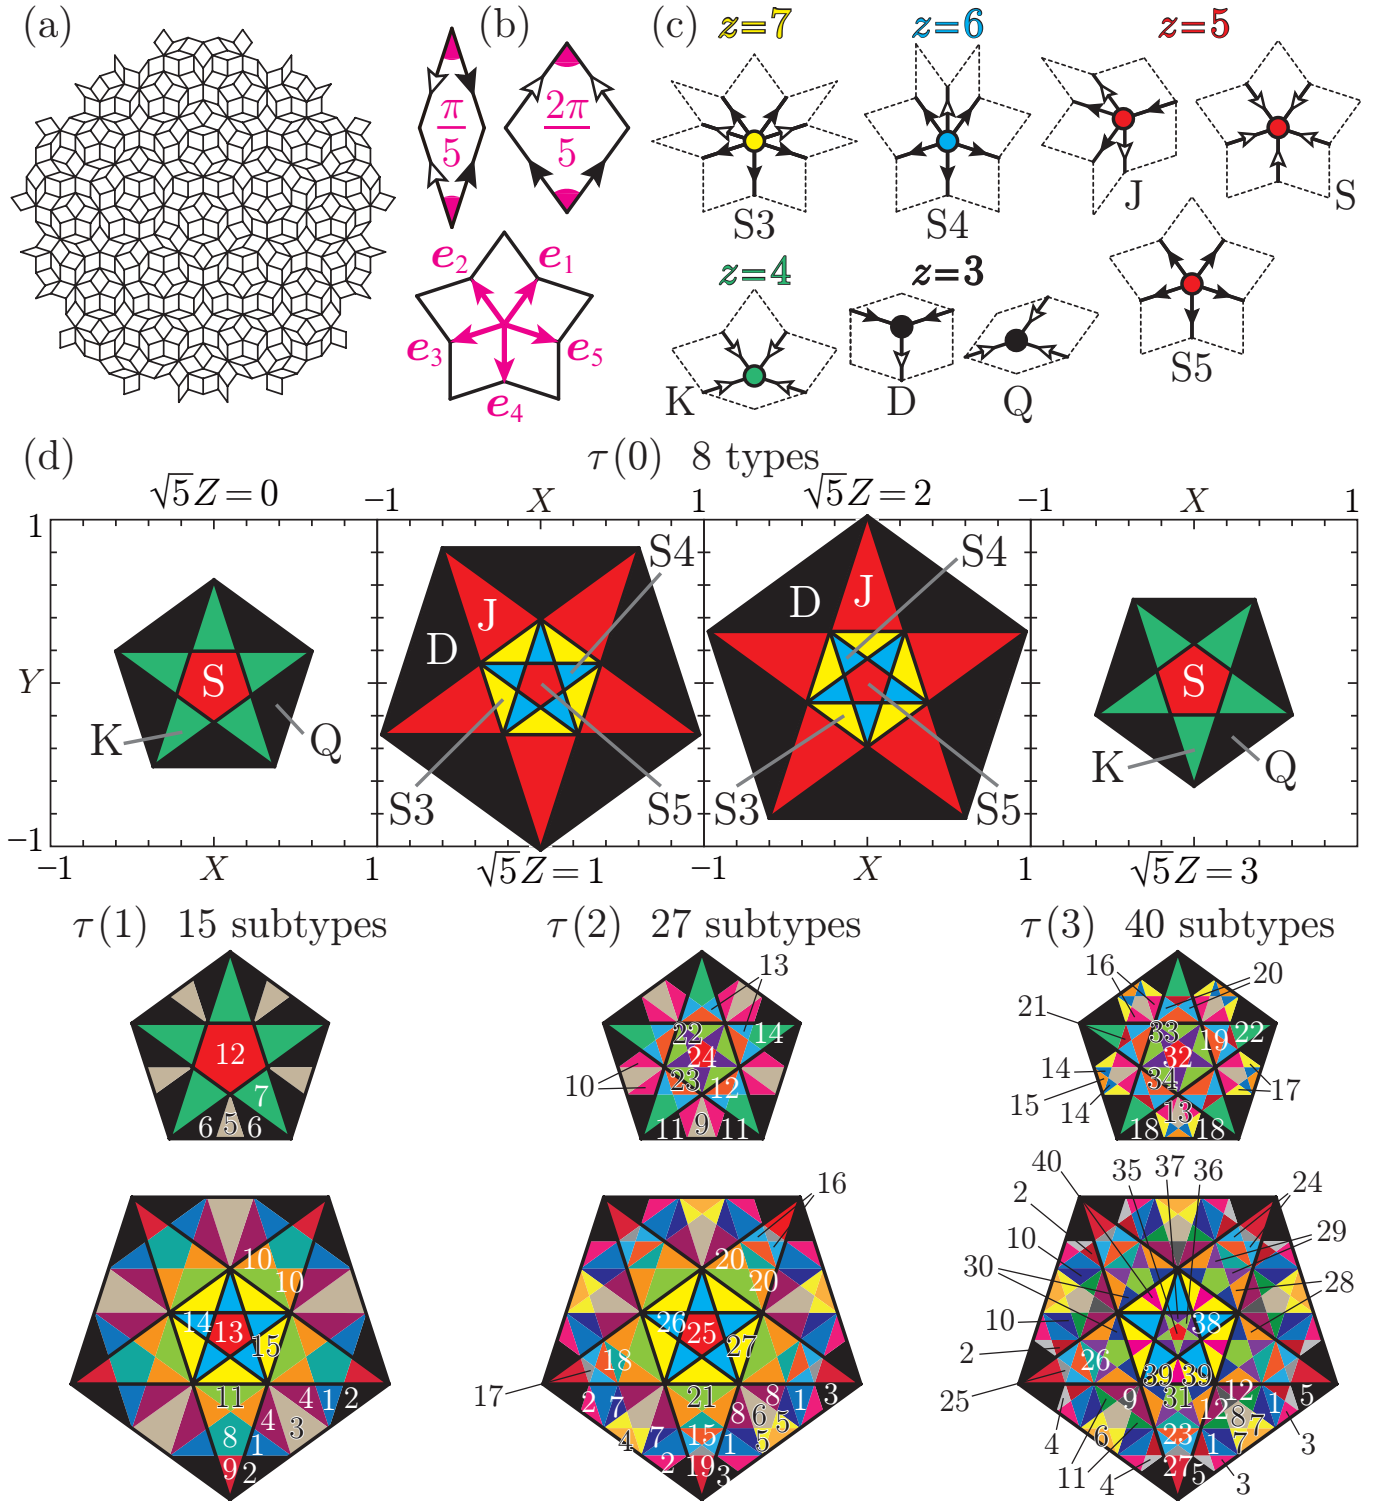 (a)
(b)
(c)
z=7
z=6
z=5
π/5
2π/5
S3
S4
J
S
e2
e1
e3
e5
e4
z=4
z=3
K
D
Q
S5
(d)
τ(0) 8 types
√5Z=0
−1
X
1
√5Z=2
−1
X
1
1
Y
−1
S
K
Q
S4
J
D
S3
S5
S4
D
J
S3
S5
S
K
Q
−1
X
1
√5Z=1
−1
X
1
√5Z=3
τ(1) 15 subtypes
τ(2) 27 subtypes
τ(3) 40 subtypes
12
7
6 5 6
13
22
14
24
10
23
12
11 9 11
16
20
21
33
19
22
32
14
34
17
15
14
13
18
18
10
10
14
13
15
11
4
1
2
8
4
3
1
9
2
16
20
20
26
25
27
18
17
2
7
21
8
1
3
8
6
5
4
7
15
1
5
2
19
3
40
35
37
36
24
2
10
29
30
28
10
38
2
26
25
39
39
9
31
12
1
5
12
8
4
6
23
1
7
7
3
11
4
27
5
3